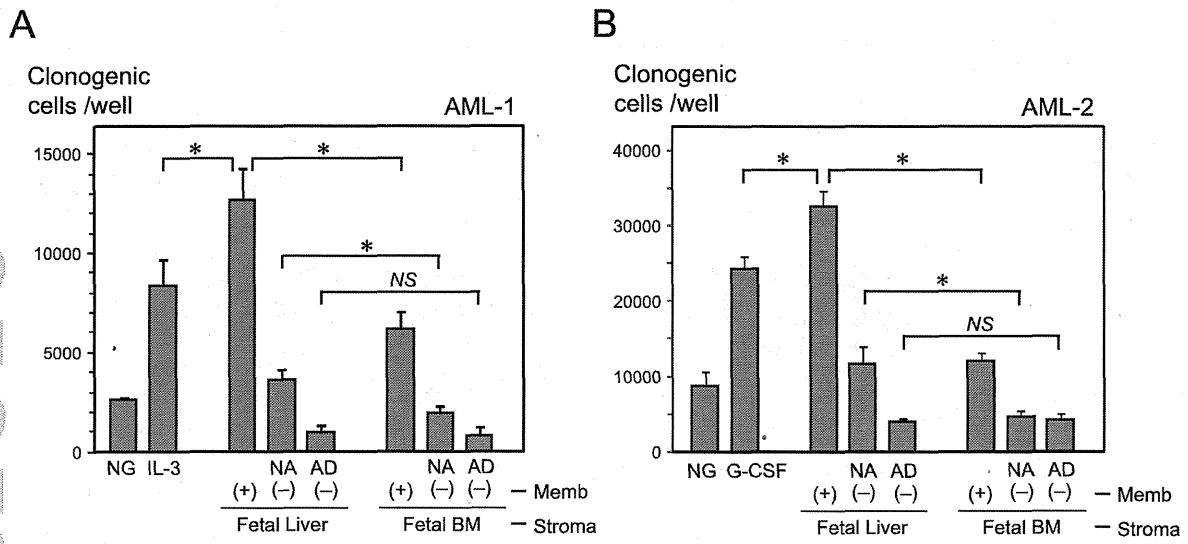 A
Clonogenic
cells /well
AML-1
15000
10000
5000
0
*
*
*
NS
NG IL-3
NA AD
NA AD
(+) (−) (−)
(+) (−) (−)
Memb
Fetal Liver
Fetal BM
Stroma
B
Clonogenic
cells /well
AML-2
40000
30000
20000
10000
0
*
*
*
NS
NG G-CSF
NA AD
NA AD
(+) (−) (−)
(+) (−) (−)
Memb
Fetal Liver
Fetal BM
Stroma